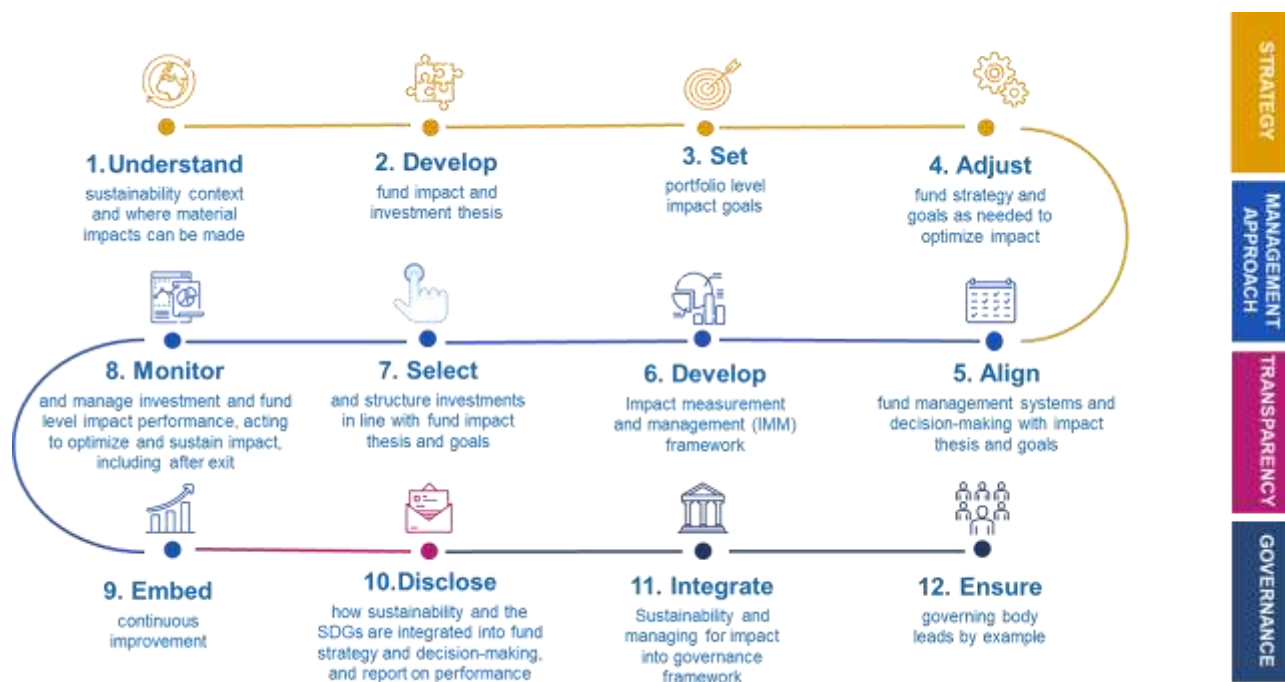 1.Understand
sustainability context
and where material
impacts can be made
2. Develop
fund impact and
investment thesis
3. Set
portfolio level
impact goals
4. Adjust
fund strategy and
goals as needed to
optimize impact
5. Align
fund management systems and
decision-making with impact
thesis and goals
6. Develop
Impact measurement
and management (IMM)
framework
7. Select
and structure investments
in line with fund impact
thesis and goals
8. Monitor
and manage investment and fund
level impact performance, acting
to optimize and sustain impact,
including after exit
9. Embed
continuous
improvement
10.Disclose
how sustainability and the
SDGs are integrated into fund
strategy and decision-making,
and report on performance
11. Integrate
Sustainability and
managing for impact
into governance
framework
12. Ensure
governing body
leads by example
STRATEGY
MANAGEMENT
APPROACH
TRANSPARENCY
GOVERNANCE